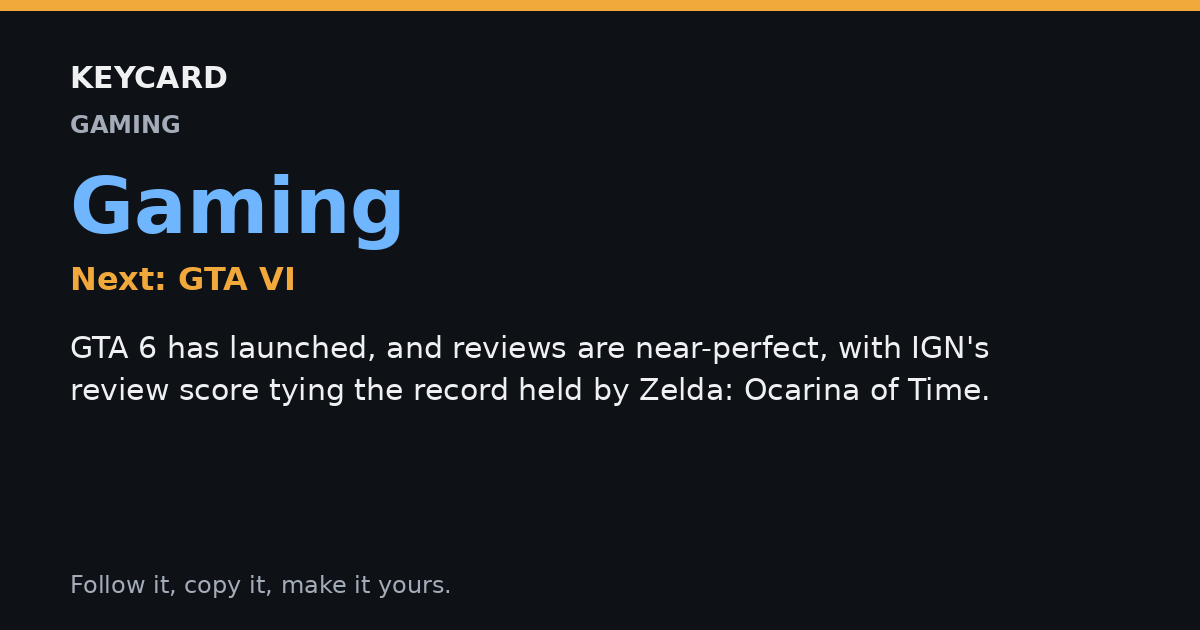 KEYCARD
GAMING
Gaming
Next: GTA VI
GTA 6 has launched, and reviews are near-perfect, with IGN's
review score tying the record held by Zelda: Ocarina of Time.
Follow it, copy it, make it yours.